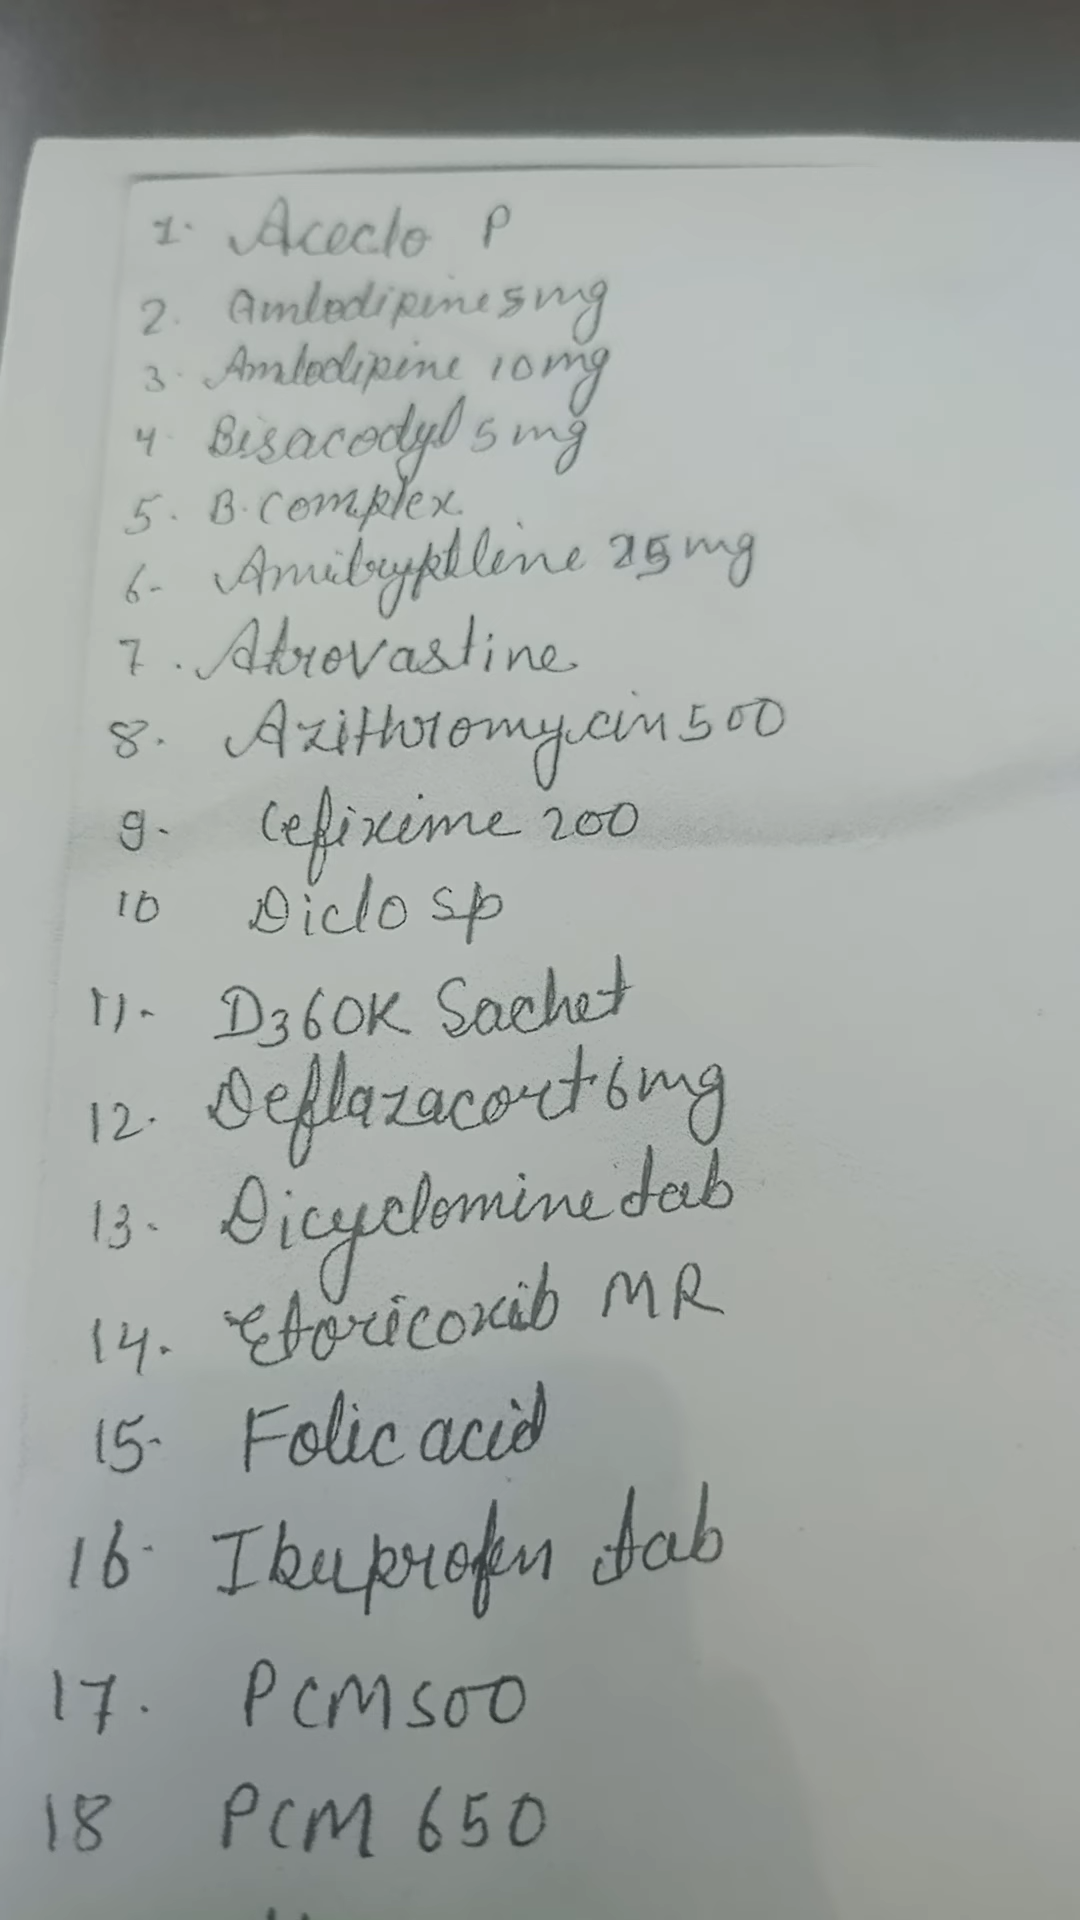 1. Aceclo P
2. Amlodipine 5mg
3. Amlodipine 10mg
4. Bisacodyl 5mg
5. B.complex
6- Amitryptline 25mg
7. Atrovastine
8. Azithromycin 500
9. Cefixime 200
10 Diclo sp
11. D360K Sachet
12. Deflazacort 6mg
13. Dicyclomine tab
14. Etoricoxib MR
15. Folic acid
16. Ibuprofen tab
17. PCM 500
18 PCM 650